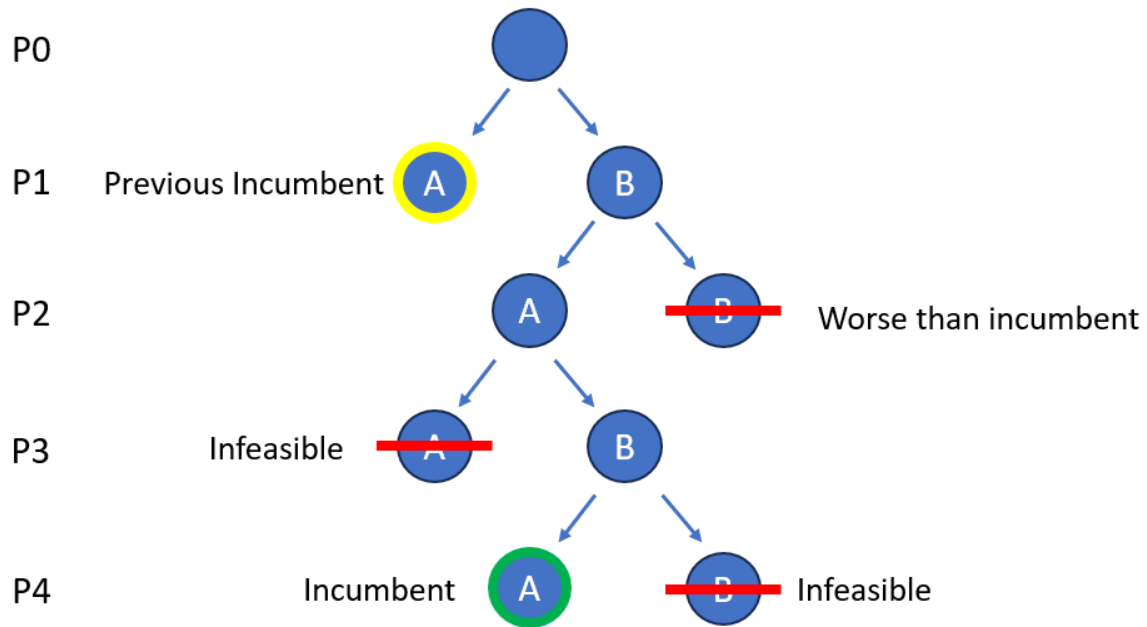 P0
P1 Previous Incumbent A B
P2 A B Worse than incumbent
P3 Infeasible A B
P4 Incumbent A B Infeasible